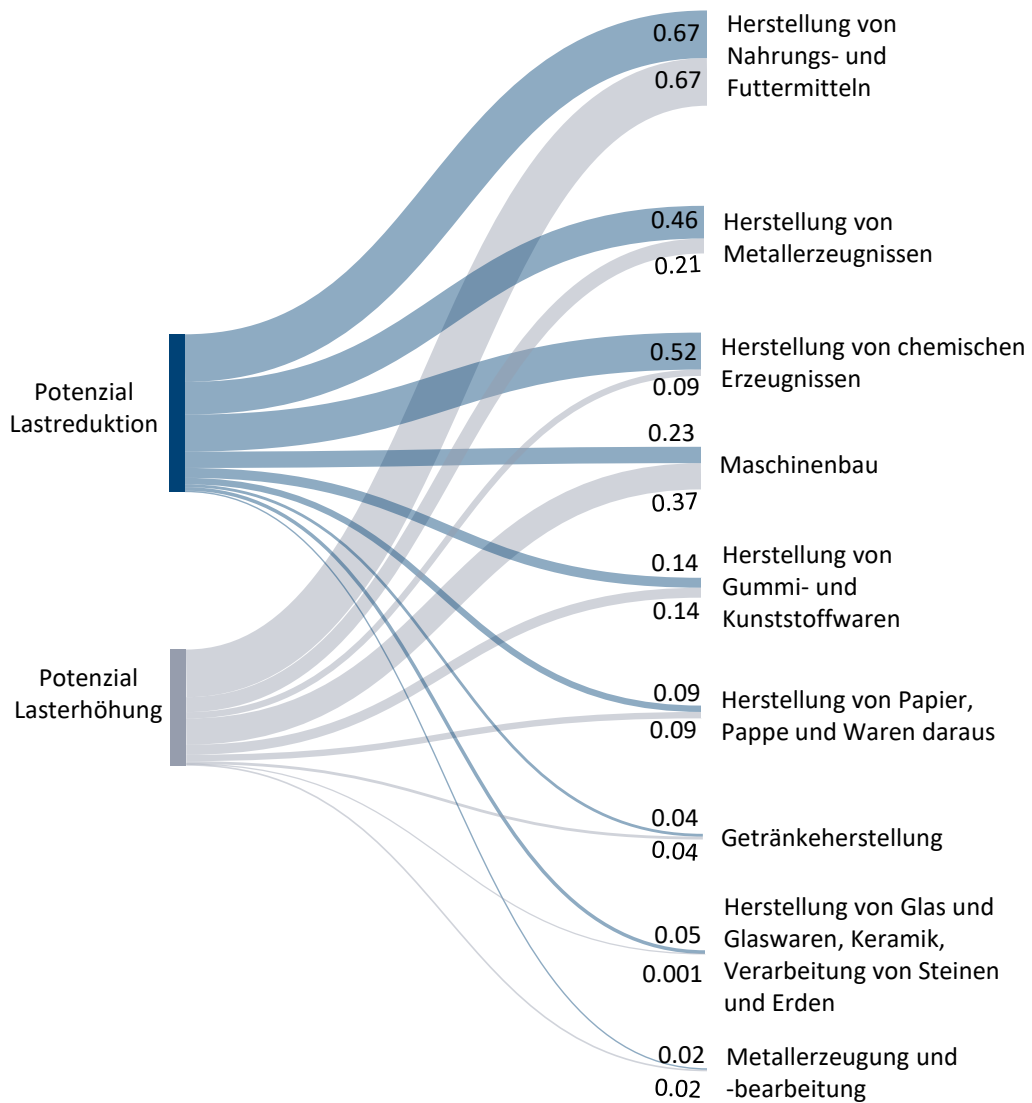 0.67
0.67
Herstellung von
Nahrungs- und
Futtermitteln
0.46
0.21
Herstellung von
Metallerzeugnissen
0.52
0.09
Herstellung von chemischen
Erzeugnissen
Potenzial
Lastreduktion
0.23
0.37
Maschinenbau
0.14
0.14
Herstellung von
Gummi- und
Kunststoffwaren
Potenzial
Lasterhöhung
0.09
0.09
Herstellung von Papier,
Pappe und Waren daraus
0.04
0.04
Getränkeherstellung
0.05
0.001
Herstellung von Glas und
Glaswaren, Keramik,
Verarbeitung von Steinen
und Erden
0.02
0.02
Metallerzeugung und
-bearbeitung